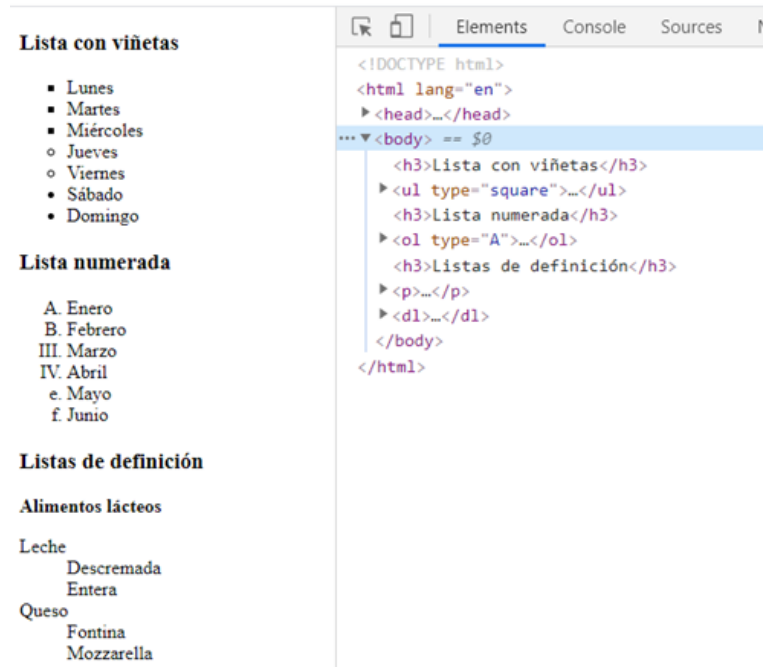 Lista con viñetas
Lunes
Martes
Miércoles
Jueves
Viernes
Sábado
Domingo
Lista numerada
A. Enero
B. Febrero
III. Marzo
IV. Abril
e. Mayo
f. Junio
Listas de definición
Alimentos lácteos
Leche
Descremada
Entera
Queso
Fontina
Mozzarella
Elements Console Sources
<!DOCTYPE html>
<html lang="en">
<head>…</head>
<body> == $0
<h3>Lista con viñetas</h3>
<ul type="square">…</ul>
<h3>Lista numerada</h3>
<ol type="A">…</ol>
<h3>Listas de definición</h3>
<p>…</p>
<dl>…</dl>
</body>
</html>